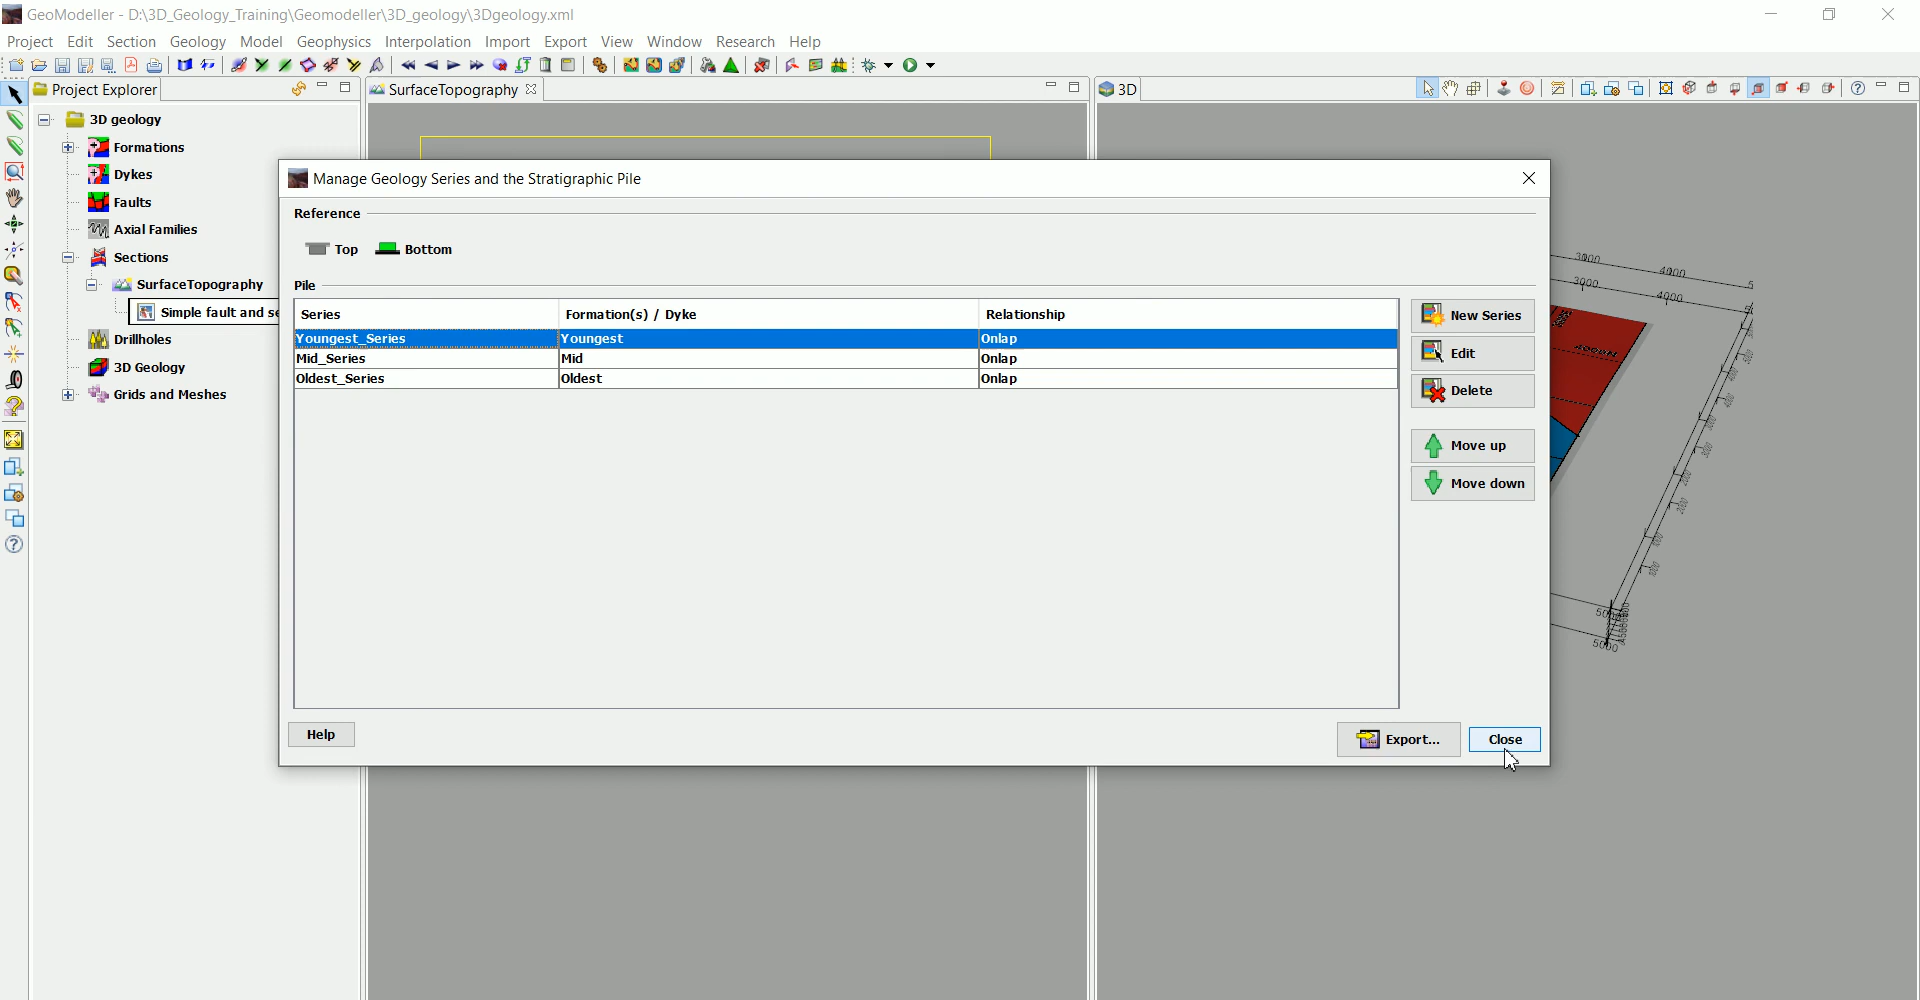 GeoModeller - D:\3D_Geology_Training\Geomodeller\3D_geology\3Dgeology.xml
Project Edit Section Geology Model Geophysics Interpolation Import Export View Window Research Help
Project Explorer
SurfaceTopography
3D
3D geology
Formations
Dykes
Faults
Axial Families
Sections
SurfaceTopography
Simple fault and se
Drillholes
3D Geology
Grids and Meshes
Manage Geology Series and the Stratigraphic Pile
Reference
Top Bottom
Pile
Series Formation(s) / Dyke Relationship
Youngest_Series Youngest Onlap
Mid_Series Mid Onlap
Oldest_Series Oldest Onlap
New Series
Edit
Delete
Move up
Move down
Help
Export...
Close
3000 4000 5
3000 4000
5000